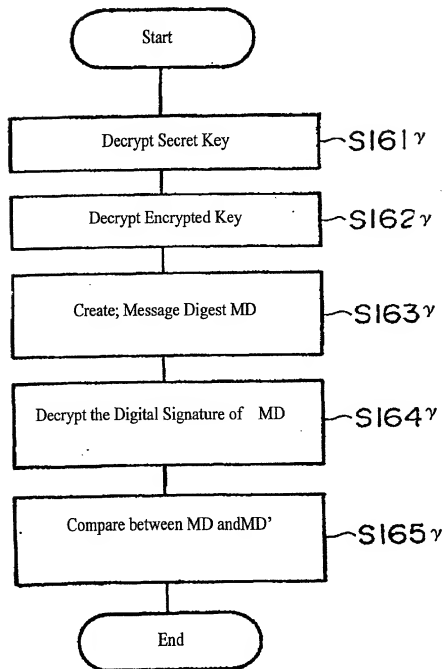 Start
Decrypt Secret Key
S161γ
Decrypt Encrypted Key
S162γ
Create; Message Digest MD
S163γ
Decrypt the Digital Signature of MD
S164γ
Compare between MD andMD’
S165γ
End